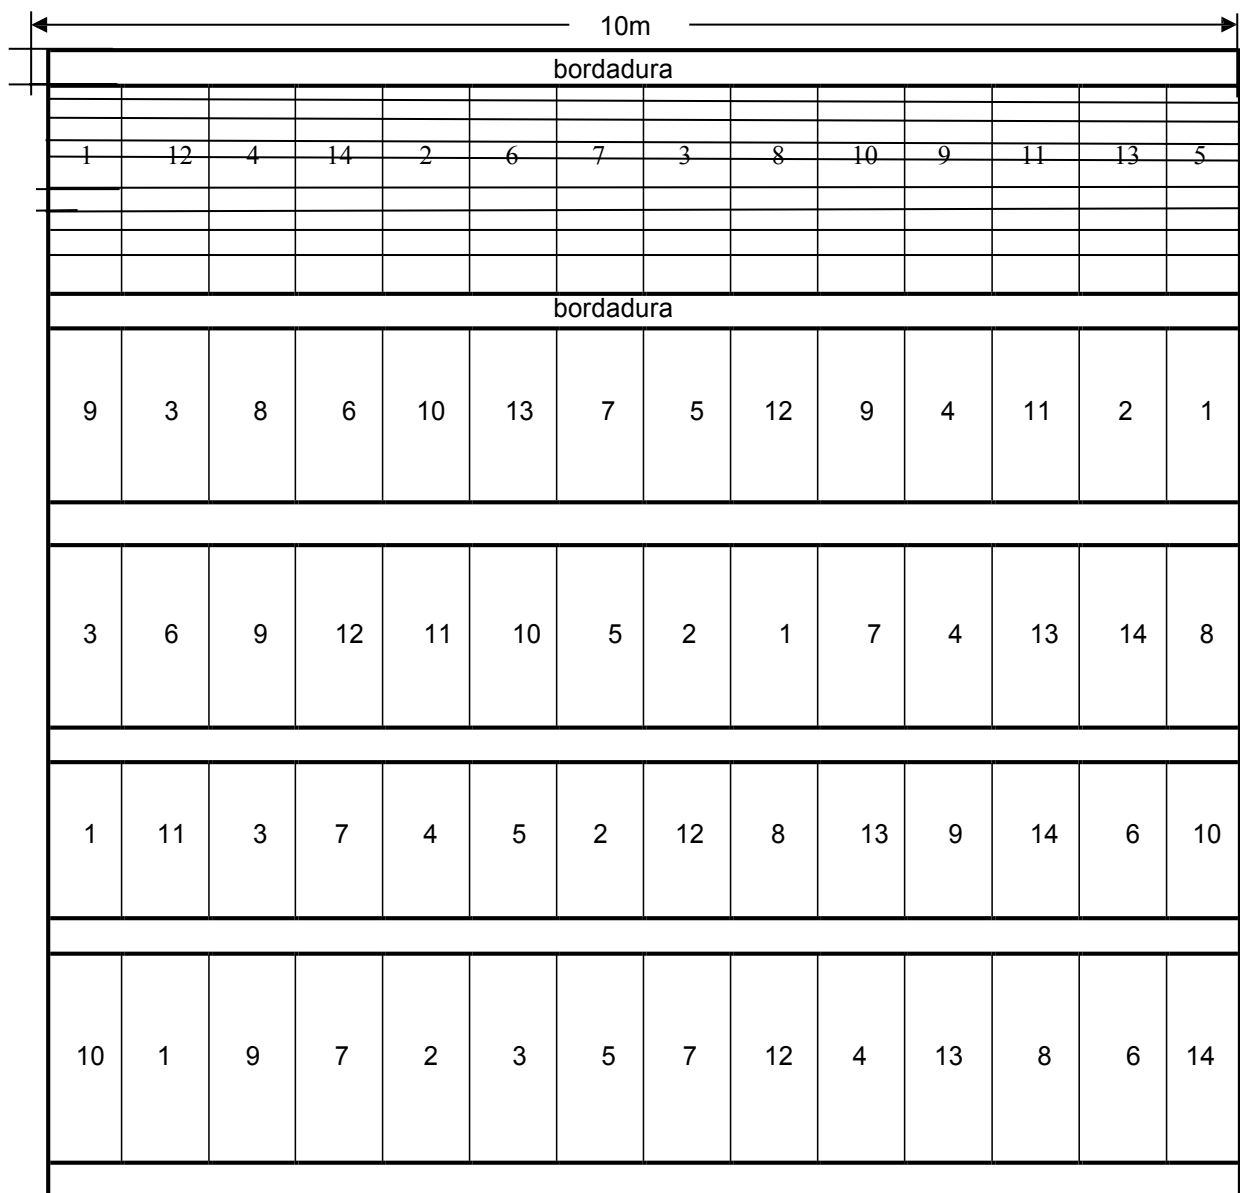 10m
bordadura
1 12 4 14 2 6 7 3 8 10 9 11 13 5
bordadura
9 3 8 6 10 13 7 5 12 9 4 11 2 1
3 6 9 12 11 10 5 2 1 7 4 13 14 8
1 11 3 7 4 5 2 12 8 13 9 14 6 10
10 1 9 7 2 3 5 7 12 4 13 8 6 14